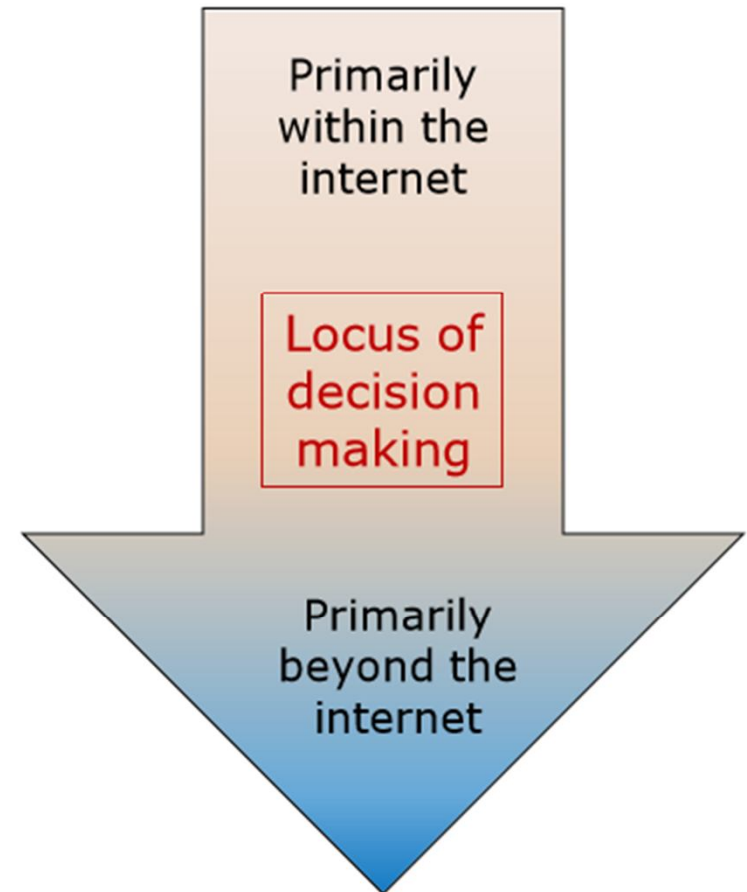 Primarily
within the
internet
Locus of
decision
making
Primarily
beyond the
internet